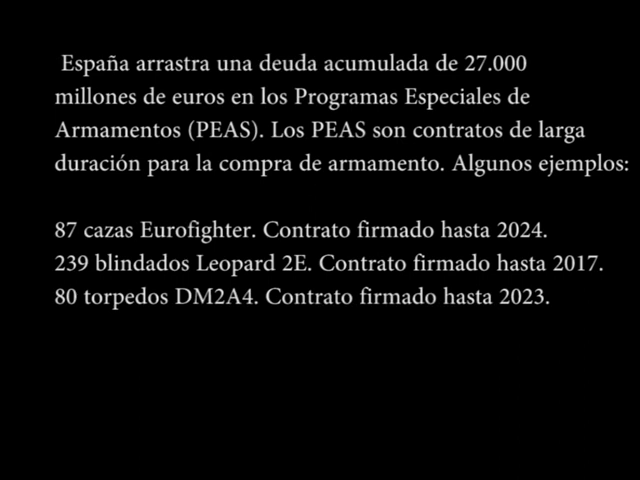 España arrastra una deuda acumulada de 27.000
millones de euros en los Programas Especiales de
Armamentos (PEAS). Los PEAS son contratos de larga
duración para la compra de armamento. Algunos ejemplos:
87 cazas Eurofighter. Contrato firmado hasta 2024.
239 blindados Leopard 2E. Contrato firmado hasta 2017.
80 torpedos DM2A4. Contrato firmado hasta 2023.